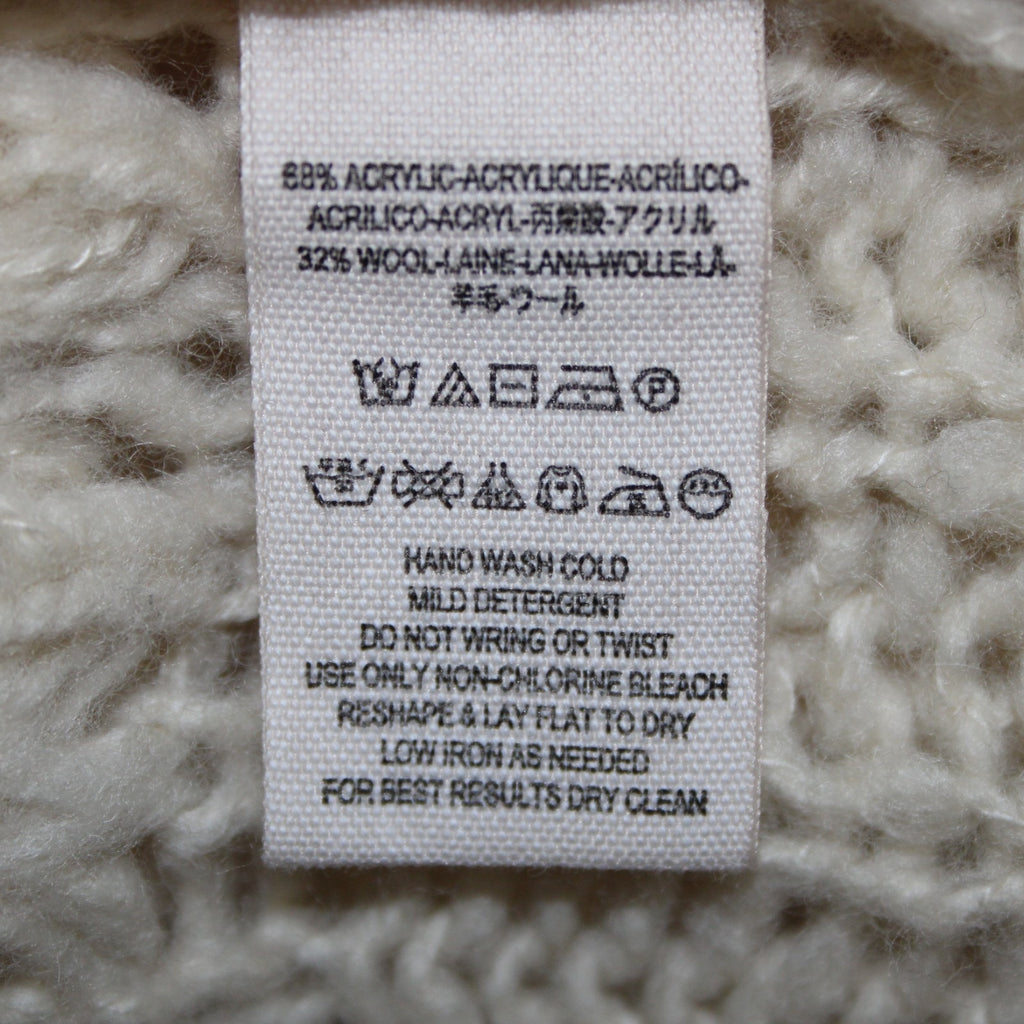 68% ACRYLIC-ACRYLIQUE-ACRÍLICO-
ACRILICO-ACRYL-丙烯酸-アクリル
32% WOOL-LAINE-LANA-WOLLE-LÃ-
羊毛-ウール
P
HAND WASH COLD
MILD DETERGENT
DO NOT WRING OR TWIST
USE ONLY NON-CHLORINE BLEACH
RESHAPE & LAY FLAT TO DRY
LOW IRON AS NEEDED
FOR BEST RESULTS DRY CLEAN